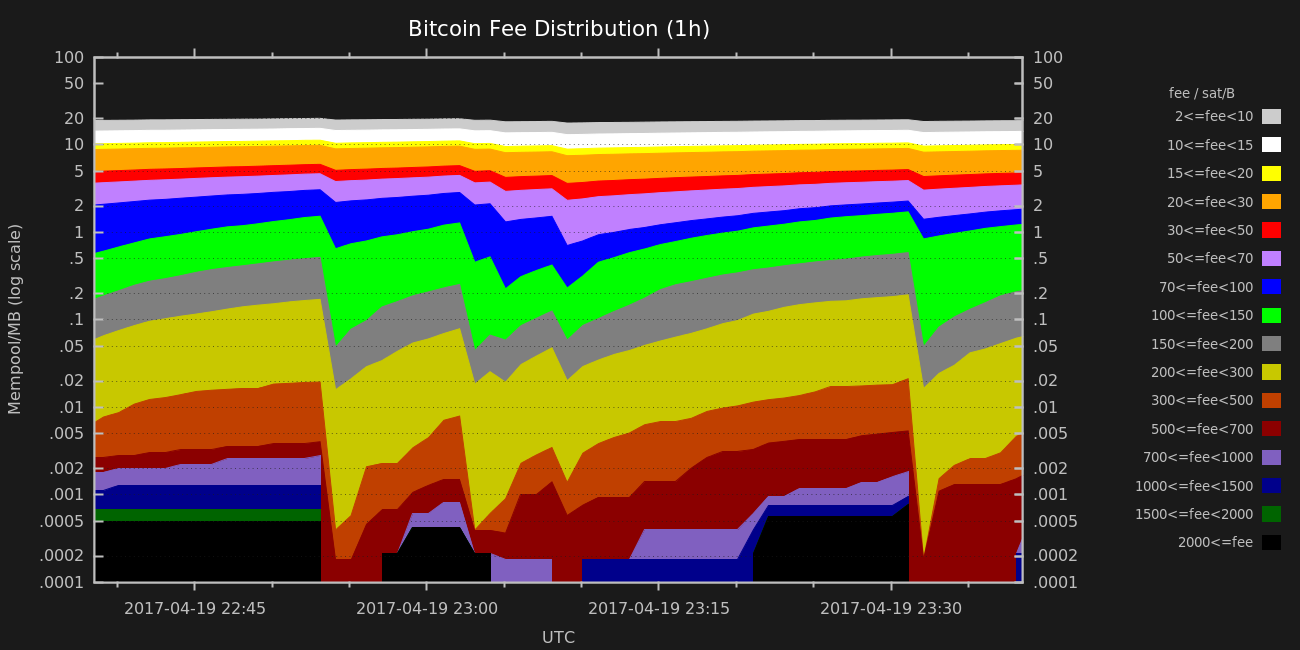 Bitcoin Fee Distribution (1h)
Mempool/MB (log scale)
100
50
20
10
5
2
1
.5
.2
.1
.05
.02
.01
.005
.002
.001
.0005
.0002
.0001
100
50
20
10
5
2
1
.5
.2
.1
.05
.02
.01
.005
.002
.001
.0005
.0002
.0001
2017-04-19 22:45
2017-04-19 23:00
2017-04-19 23:15
2017-04-19 23:30
UTC
fee / sat/B
2<=fee<10
10<=fee<15
15<=fee<20
20<=fee<30
30<=fee<50
50<=fee<70
70<=fee<100
100<=fee<150
150<=fee<200
200<=fee<300
300<=fee<500
500<=fee<700
700<=fee<1000
1000<=fee<1500
1500<=fee<2000
2000<=fee